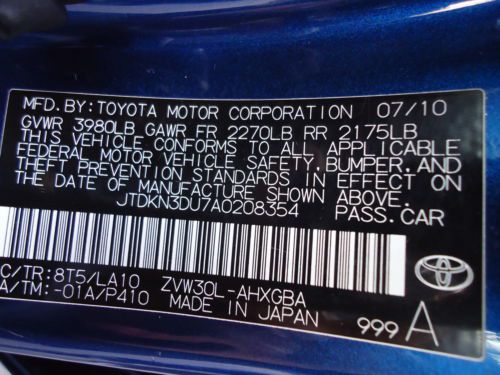 MFD. BY: TOYOTA MOTOR CORPORATION 07/10
GVWR 3980LB GAWR FR 2270LB RR 2175LB
THIS VEHICLE CONFORMS TO ALL APPLICABLE
FEDERAL MOTOR VEHICLE SAFETY, BUMPER, AND
THEFT PREVENTION STANDARDS IN EFFECT ON
THE DATE OF MANUFACTURE SHOWN ABOVE.
JTDKN3DU7A0208354 PASS. CAR
C/TR: 8T5/LA10 ZVW30L-AHXGBA
A/TM: -01A/P410 MADE IN JAPAN
999 A